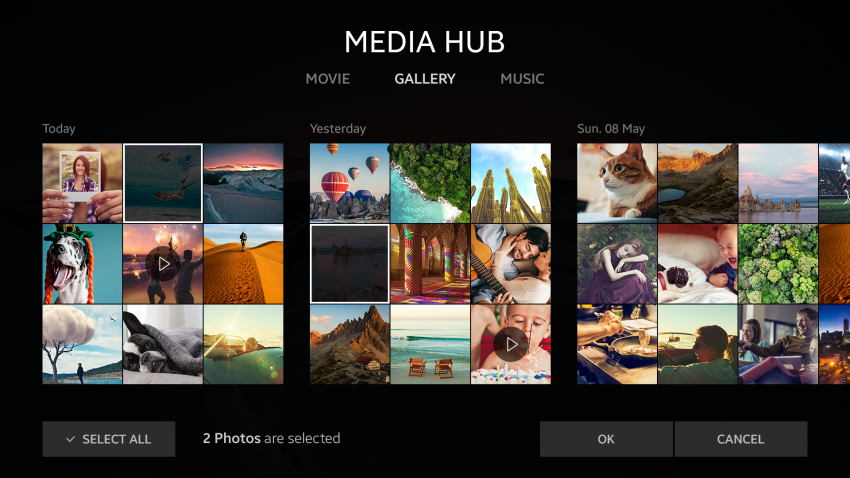 MEDIA HUB
MOVIE GALLERY MUSIC
Today Yesterday Sun. 08 May
SELECT ALL 2 Photos are selected OK CANCEL